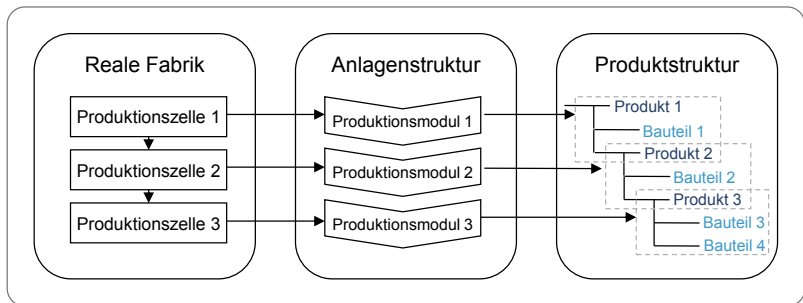 Reale Fabrik
Produktionszelle 1
Produktionszelle 2
Produktionszelle 3
Anlagenstruktur
Produktionsmodul 1
Produktionsmodul 2
Produktionsmodul 3
Produktstruktur
Produkt 1
Bauteil 1
Produkt 2
Bauteil 2
Produkt 3
Bauteil 3
Bauteil 4